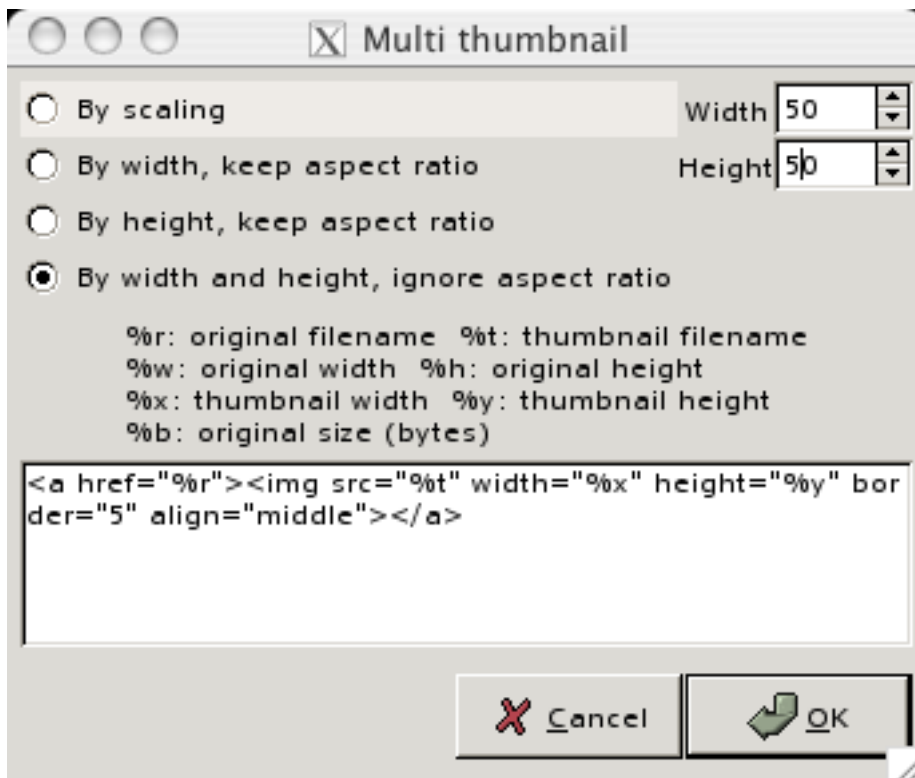 Multi thumbnail
By scaling
Width 50
By width, keep aspect ratio
Height 50
By height, keep aspect ratio
By width and height, ignore aspect ratio
%r: original filename %t: thumbnail filename
%w: original width %h: original height
%x: thumbnail width %y: thumbnail height
%b: original size (bytes)
<a href="%r"><img src="%t" width="%x" height="%y" bor
der="5" align="middle"></a>
Cancel
OK